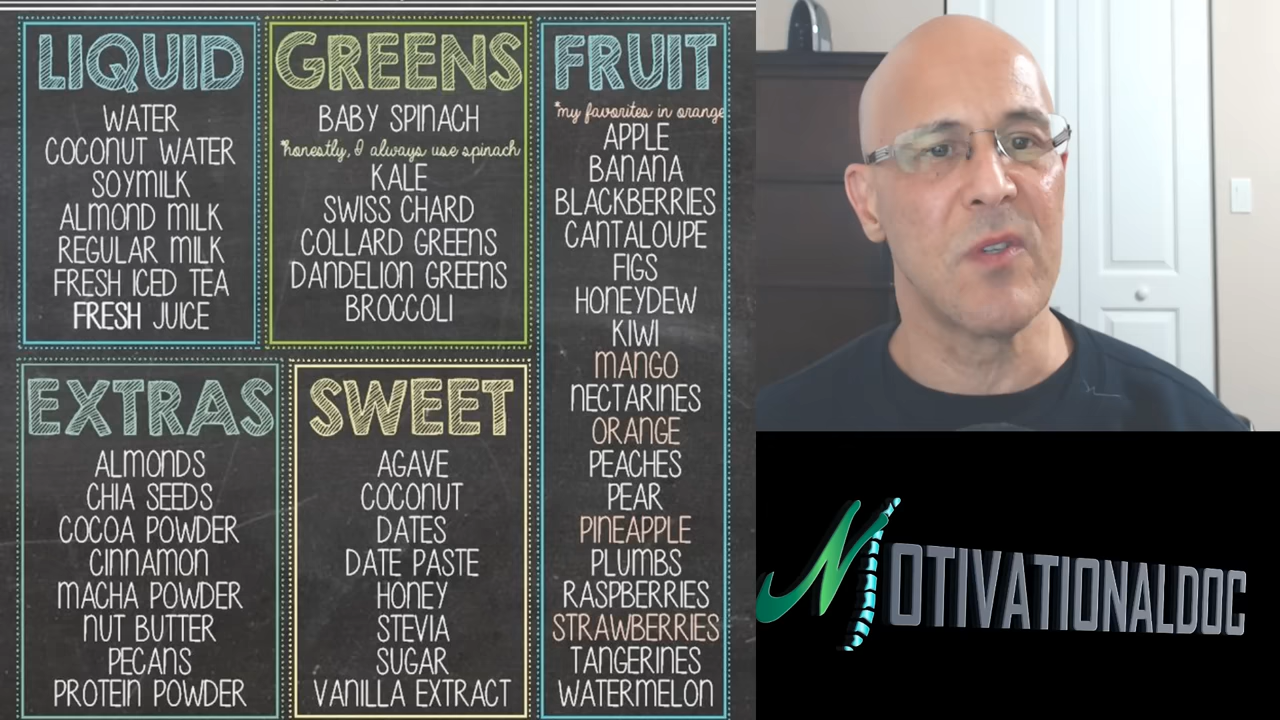 LIQUID
WATER
COCONUT WATER
SOYMILK
ALMOND MILK
REGULAR MILK
FRESH ICED TEA
FRESH JUICE
GREENS
BABY SPINACH
*honestly, I always use spinach
KALE
SWISS CHARD
COLLARD GREENS
DANDELION GREENS
BROCCOLI
FRUIT
*my favorites in orange
APPLE
BANANA
BLACKBERRIES
CANTALOUPE
FIGS
HONEYDEW
KIWI
MANGO
NECTARINES
ORANGE
PEACHES
PEAR
PINEAPPLE
PLUMBS
RASPBERRIES
STRAWBERRIES
TANGERINES
WATERMELON
EXTRAS
ALMONDS
CHIA SEEDS
COCOA POWDER
CINNAMON
MACHA POWDER
NUT BUTTER
PECANS
PROTEIN POWDER
SWEET
AGAVE
COCONUT
DATES
DATE PASTE
HONEY
STEVIA
SUGAR
VANILLA EXTRACT
MOTIVATIONALDOC